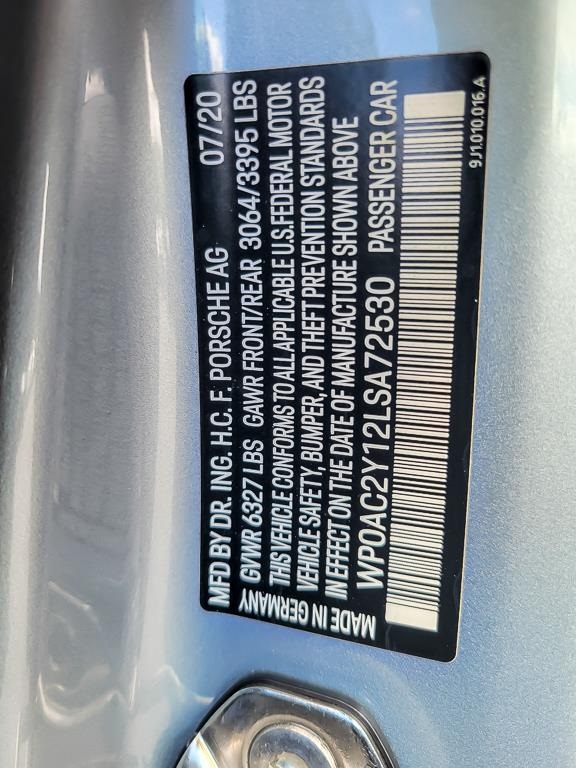 MFD BY DR. ING. H.C. F. PORSCHE AG 07/20
GVWR 6327 LBS GAWR FRONT/REAR 3064/3395 LBS
THIS VEHICLE CONFORMS TO ALL APPLICABLE U.S. FEDERAL MOTOR
VEHICLE SAFETY, BUMPER, AND THEFT PREVENTION STANDARDS
IN EFFECT ON THE DATE OF MANUFACTURE SHOWN ABOVE
WP0AC2Y12LSA72530 PASSENGER CAR
MADE IN GERMANY
9J1.010.016.A